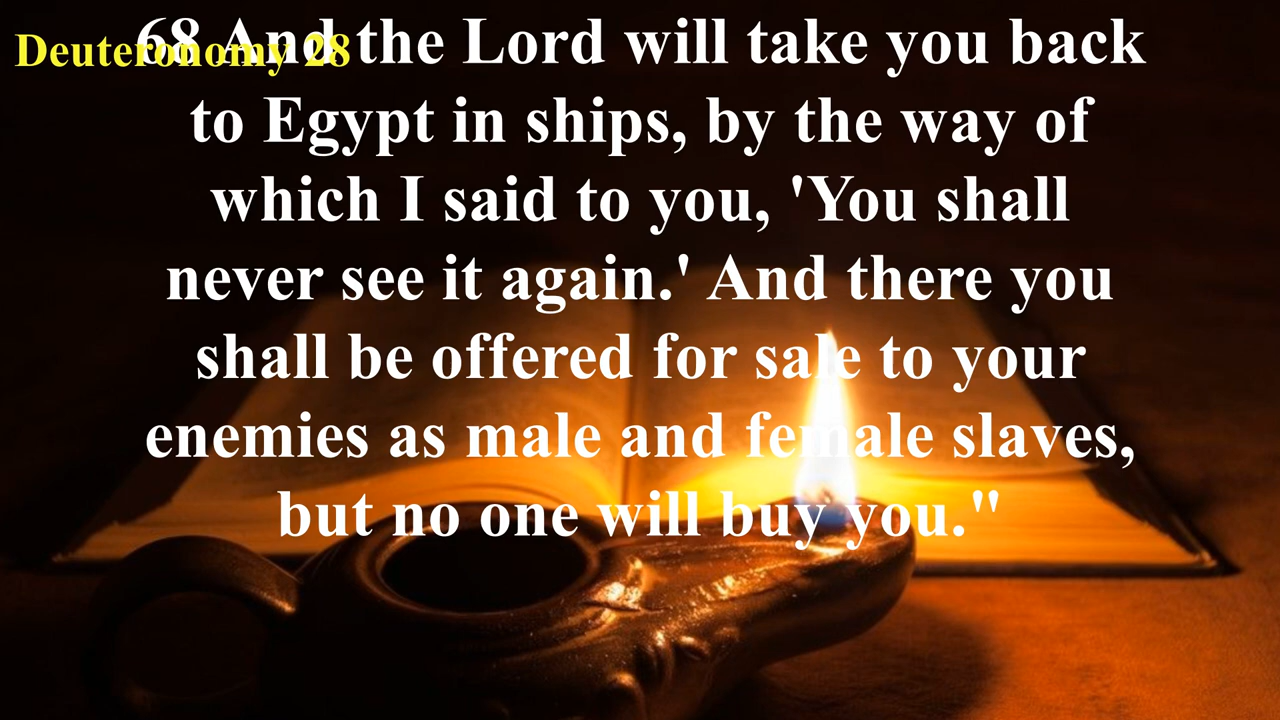 Deuteronomy 28
68 And the Lord will take you back
to Egypt in ships, by the way of
which I said to you, 'You shall
never see it again.' And there you
shall be offered for sale to your
enemies as male and female slaves,
but no one will buy you."